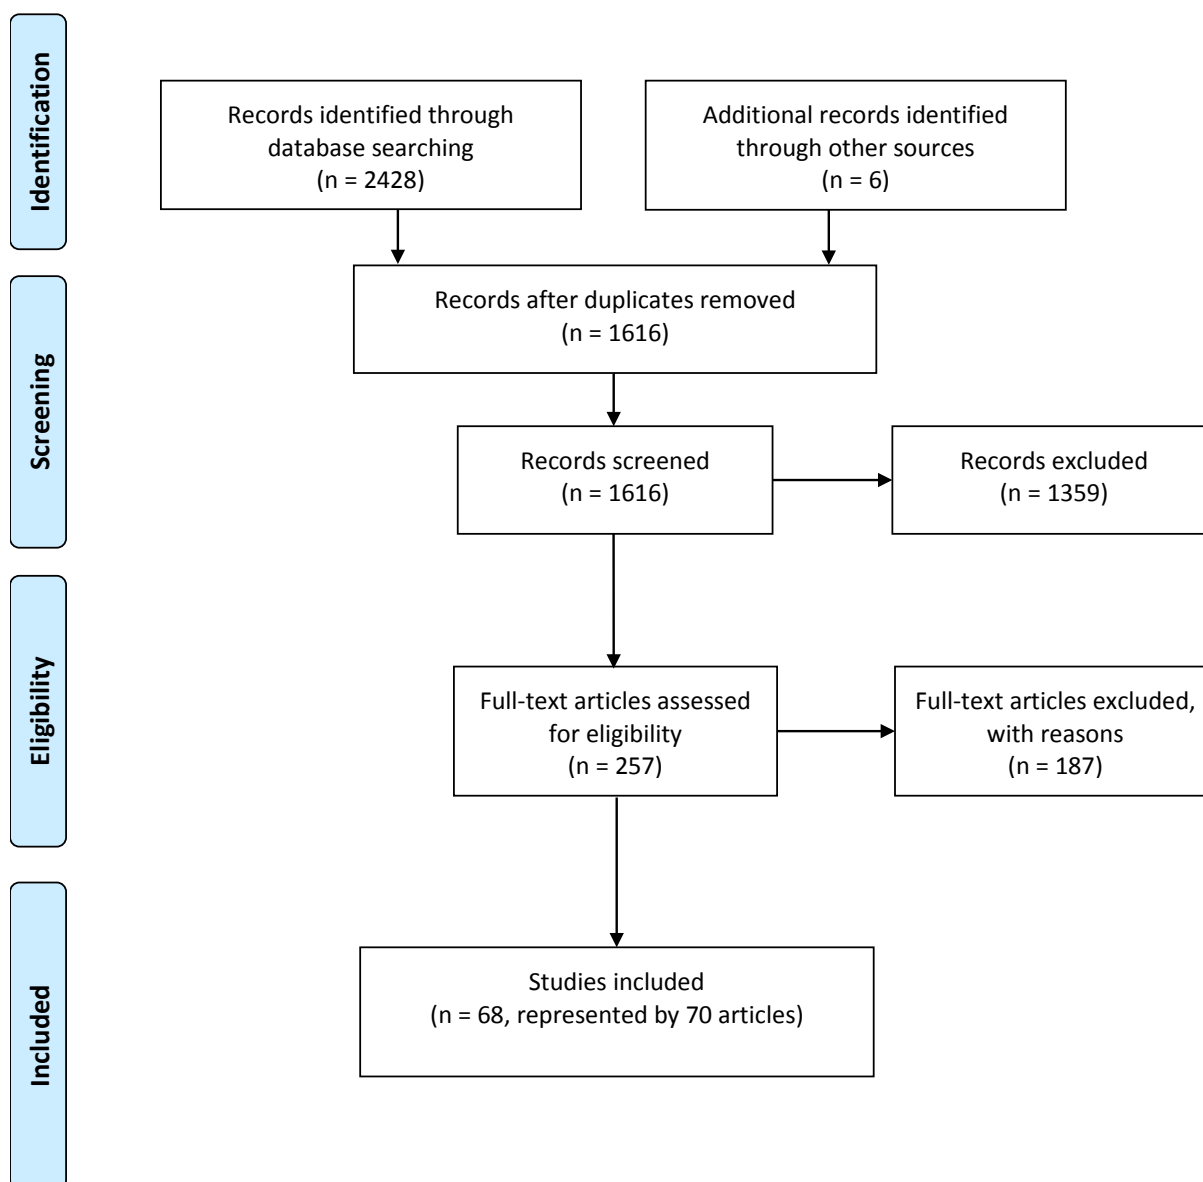 Identification
Records identified through
database searching
(n = 2428)
Additional records identified
through other sources
(n = 6)
Records after duplicates removed
(n = 1616)
Screening
Records screened
(n = 1616)
Records excluded
(n = 1359)
Eligibility
Full-text articles assessed
for eligibility
(n = 257)
Full-text articles excluded,
with reasons
(n = 187)
Included
Studies included
(n = 68, represented by 70 articles)